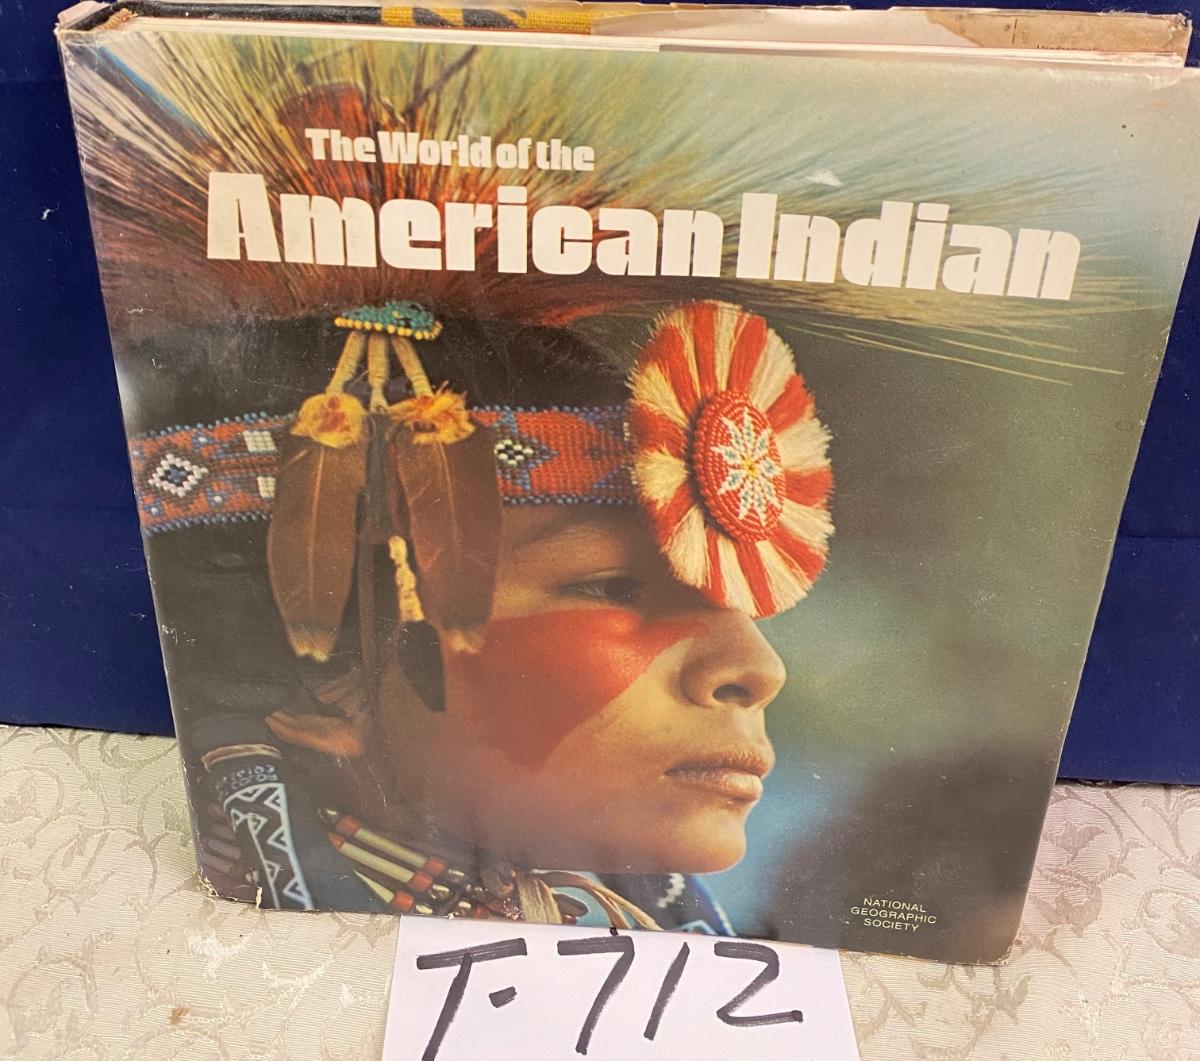 The World of the
American Indian
NATIONAL
GEOGRAPHIC
SOCIETY
T-712